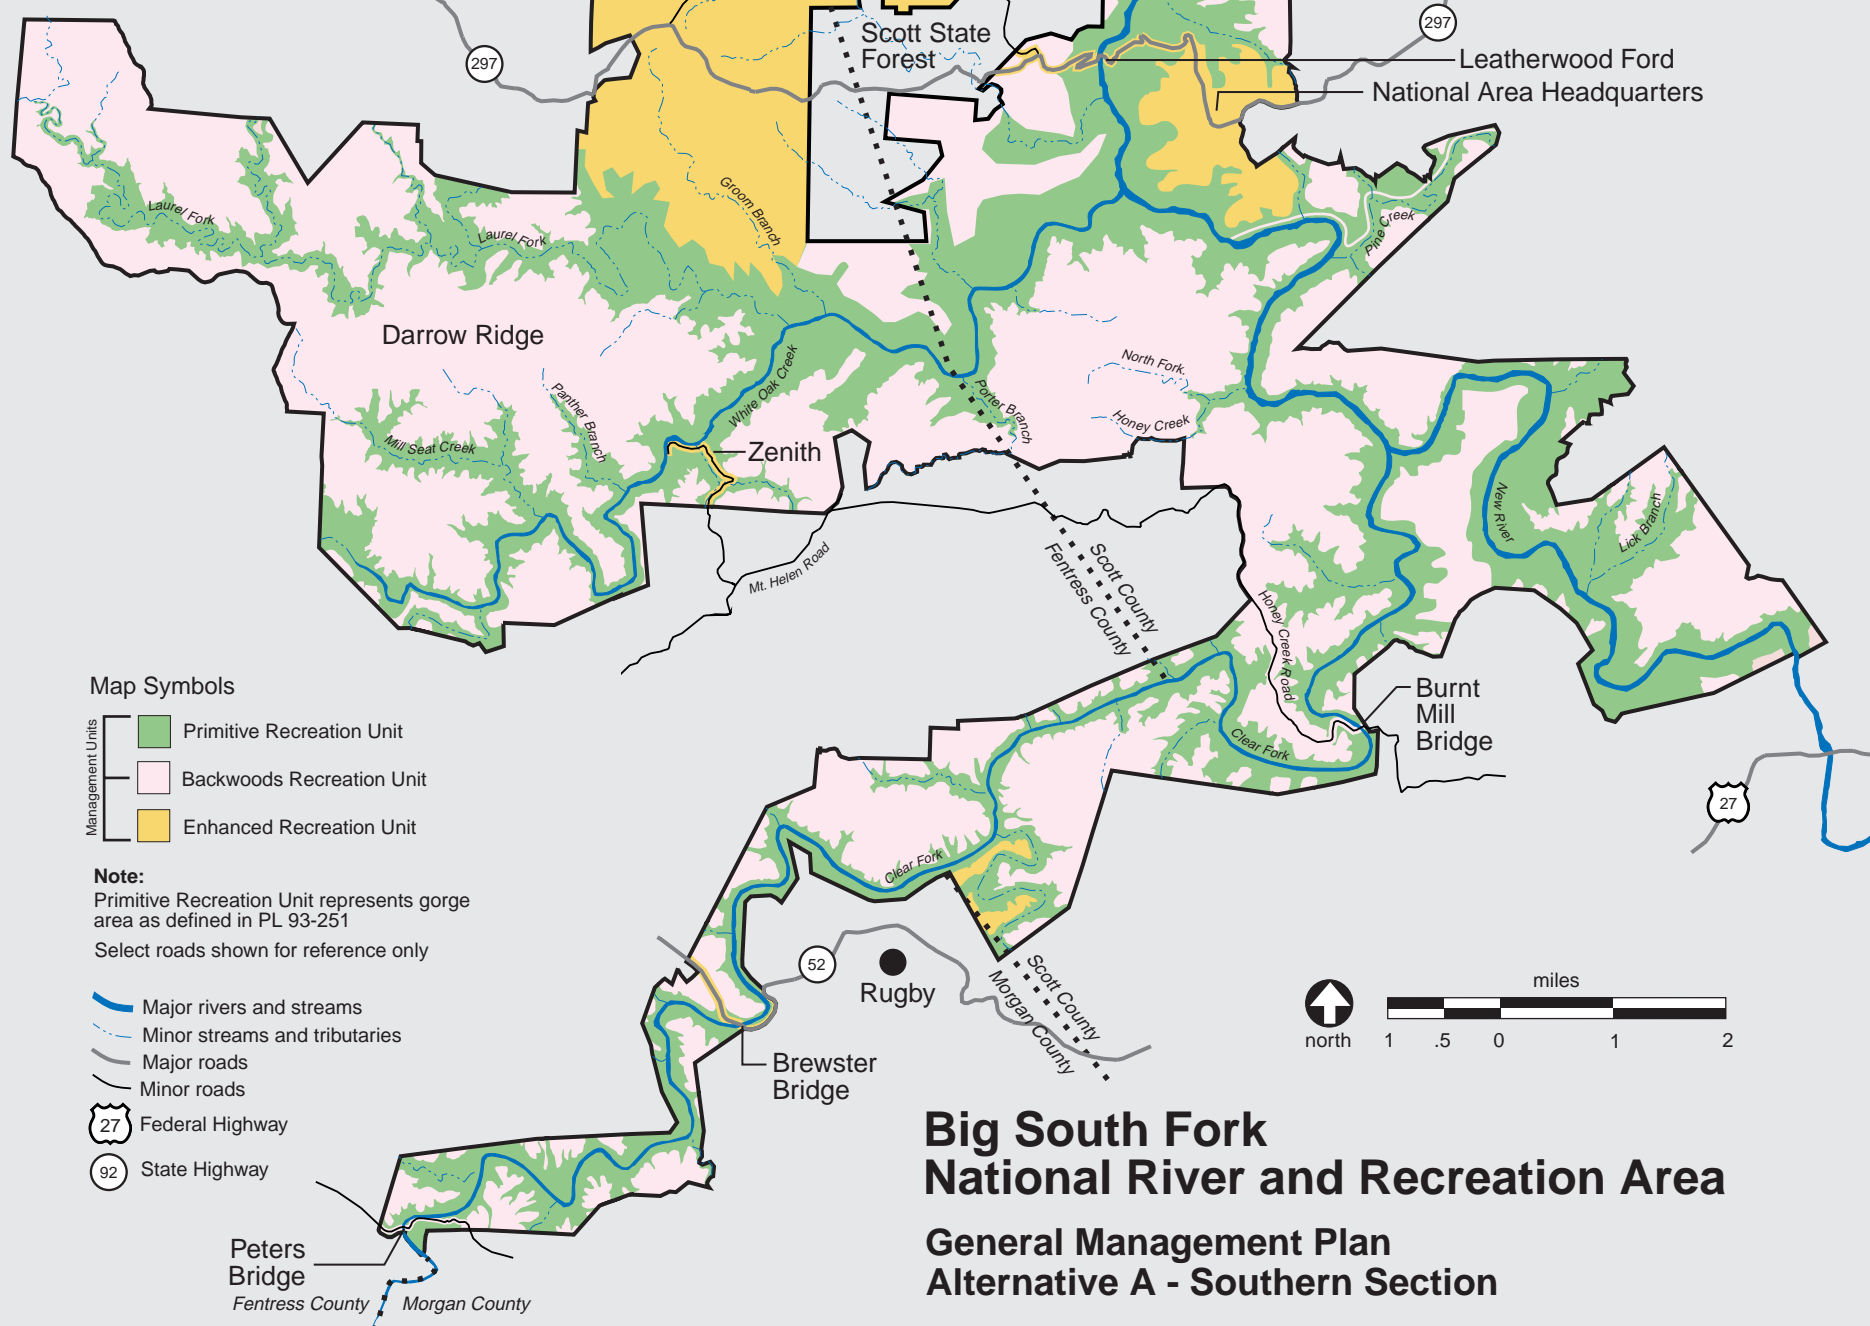 297
Scott State
Forest
297
Leatherwood Ford
National Area Headquarters
Groom Branch
Laurel Fork
Laurel Fork
Pine Creek
Darrow Ridge
White Oak Creek
North Fork.
Porter Branch
Honey Creek
Panther Branch
Mill Seat Creek
Zenith
New River
Lick Branch
Mt. Helen Road
Scott County
Fentress County
Honey Creek Road
Burnt
Mill
Bridge
Clear Fork
27
Clear Fork
52
Rugby
Scott County
Morgan County
Brewster
Bridge
Peters
Bridge
Fentress County
Morgan County
Map Symbols
Management Units
Primitive Recreation Unit
Backwoods Recreation Unit
Enhanced Recreation Unit
Note:
Primitive Recreation Unit represents gorge
area as defined in PL 93-251
Select roads shown for reference only
Major rivers and streams
Minor streams and tributaries
Major roads
Minor roads
27 Federal Highway
92 State Highway
miles
north 1 .5 0 1 2
Big South Fork
National River and Recreation Area
General Management Plan
Alternative A - Southern Section